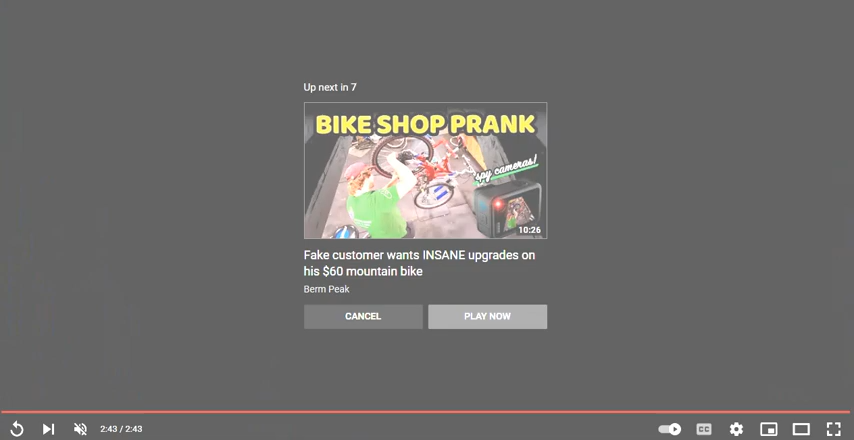 Up next in 7
BIKE SHOP PRANK
spy cameras!
10:26
Fake customer wants INSANE upgrades on
his $60 mountain bike
Berm Peak
CANCEL
PLAY NOW
2:43 / 2:43
CC